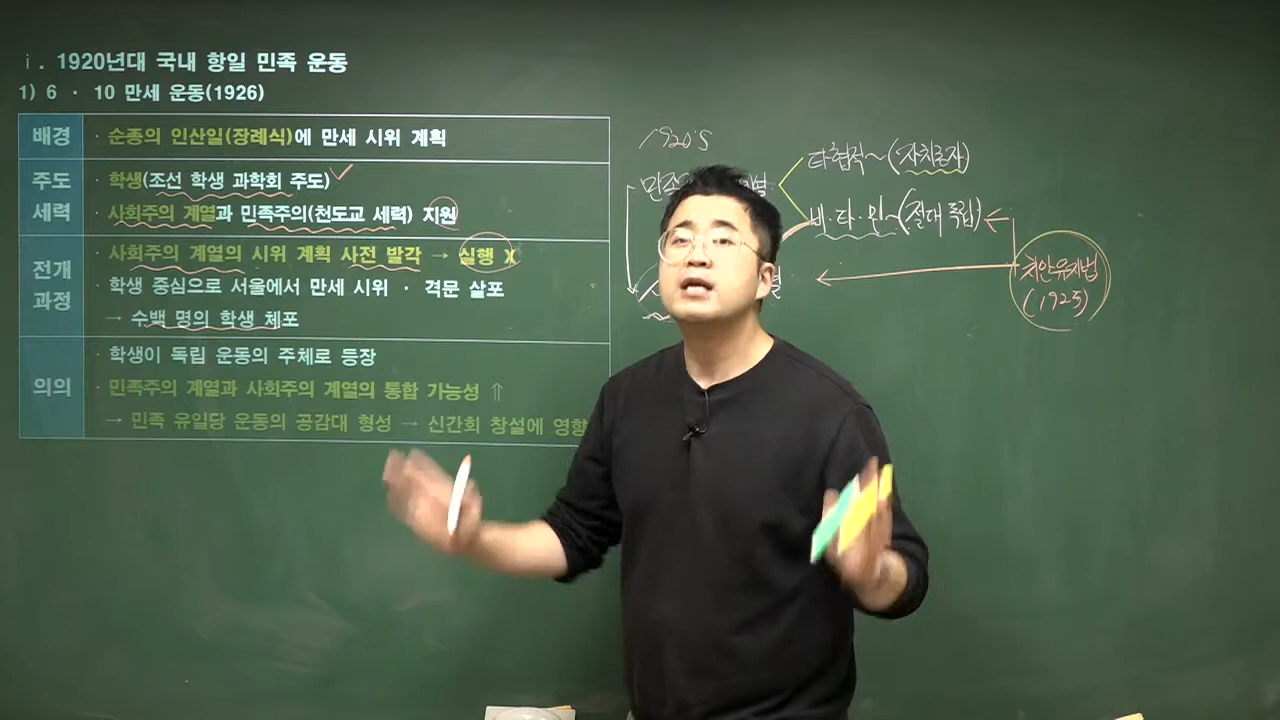 ⅰ. 1920년대 국내 항일 민족 운동
1) 6 · 10 만세 운동(1926)
배경
· 순종의 인산일(장례식)에 만세 시위 계획
주도
세력
· 학생(조선 학생 과학회 주도)
· 사회주의 계열과 민족주의(천도교 세력) 지원
전개
과정
· 사회주의 계열의 시위 계획 사전 발각 → 실행 X
· 학생 중심으로 서울에서 만세 시위 · 격문 살포
→ 수백 명의 학생 체포
의의
· 학생이 독립 운동의 주체로 등장
· 민족주의 계열과 사회주의 계열의 통합 가능성 ⇑
→ 민족 유일당 운동의 공감대 형성 → 신간회 창설에 영향
1920's
민족
타협적~(자치론자)
비·타·민~(절대 독립)
치안유지법
(1925)